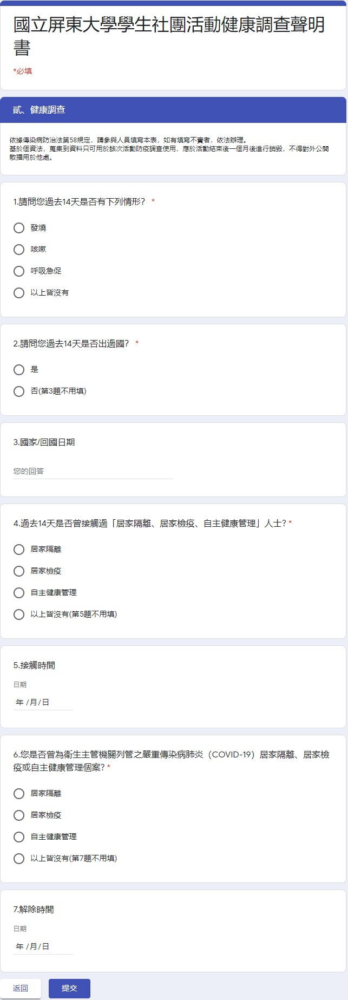 國立屏東大學學生社團活動健康調查聲明
書
*必填
貳、健康調查
依據傳染病防治法第58規定，請參與人員填寫本表，如有填寫不實者，依法辦理。
基於個資法，蒐集到資料只可用於該次活動防疫調查使用，應於活動結束後一個月後進行銷毀，不得對外公開
散播用於他處。
1.請問您過去14天是否有下列情形？ *
發燒
咳嗽
呼吸急促
以上皆沒有
2.請問您過去14天是否出過國？ *
是
否(第3題不用填)
3.國家/回國日期
您的回答
4.過去14天是否曾接觸過「居家隔離、居家檢疫、自主健康管理」人士? *
居家隔離
居家檢疫
自主健康管理
以上皆沒有(第5題不用填)
5.接觸時間
日期
年 /月/日
6.您是否曾為衛生主管機關列管之嚴重傳染病肺炎（COVID-19）居家隔離、居家檢
疫或自主健康管理個案? *
居家隔離
居家檢疫
自主健康管理
以上皆沒有(第7題不用填)
7.解除時間
日期
年 /月/日
返回
提交